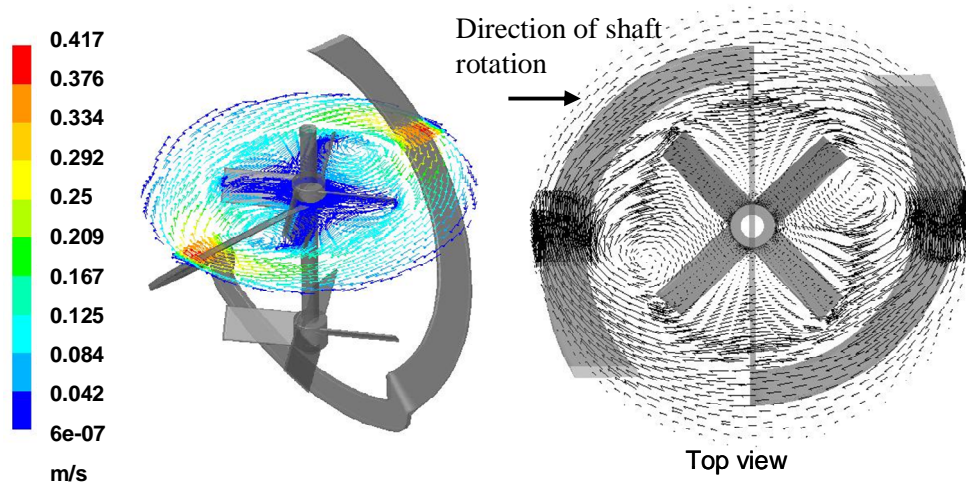 0.417
0.376
0.334
0.292
0.25
0.209
0.167
0.125
0.084
0.042
6e-07
m/s
Direction of shaft
rotation
Top view